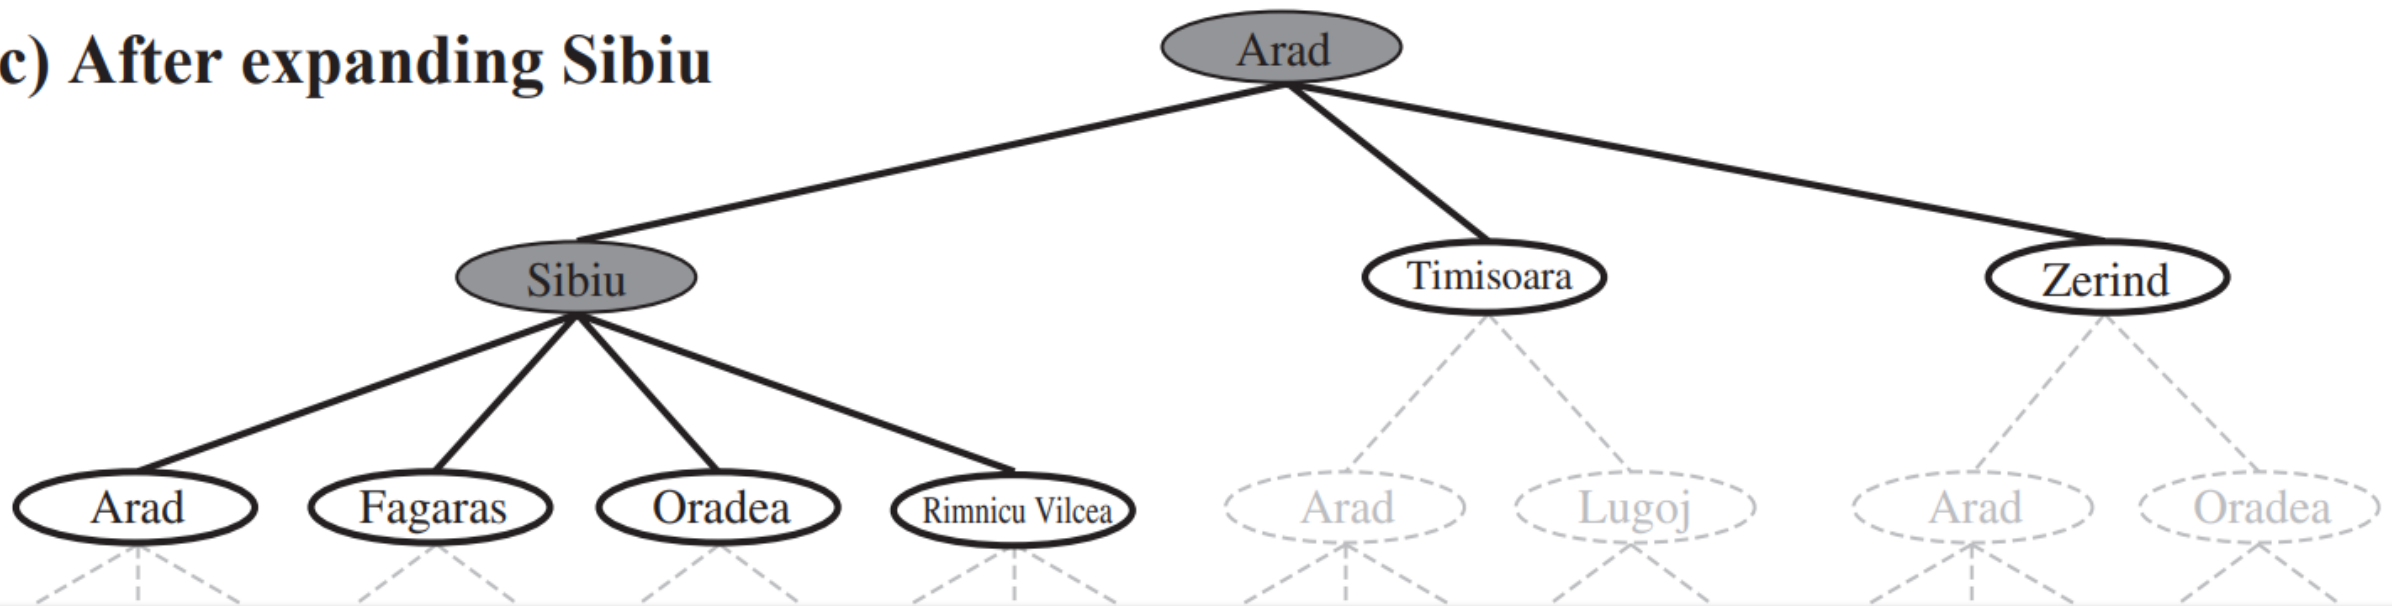 c) After expanding Sibiu
Arad
Sibiu
Timisoara
Zerind
Arad
Fagaras
Oradea
Rimnicu Vilcea
Arad
Lugoj
Arad
Oradea